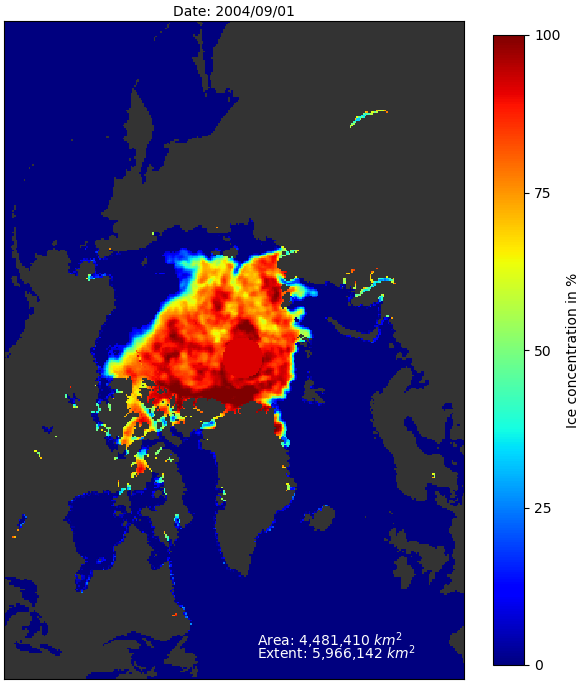 Date: 2004/09/01
100
75
50
25
0
Ice concentration in %
Area: 4,481,410 km²
Extent: 5,966,142 km²